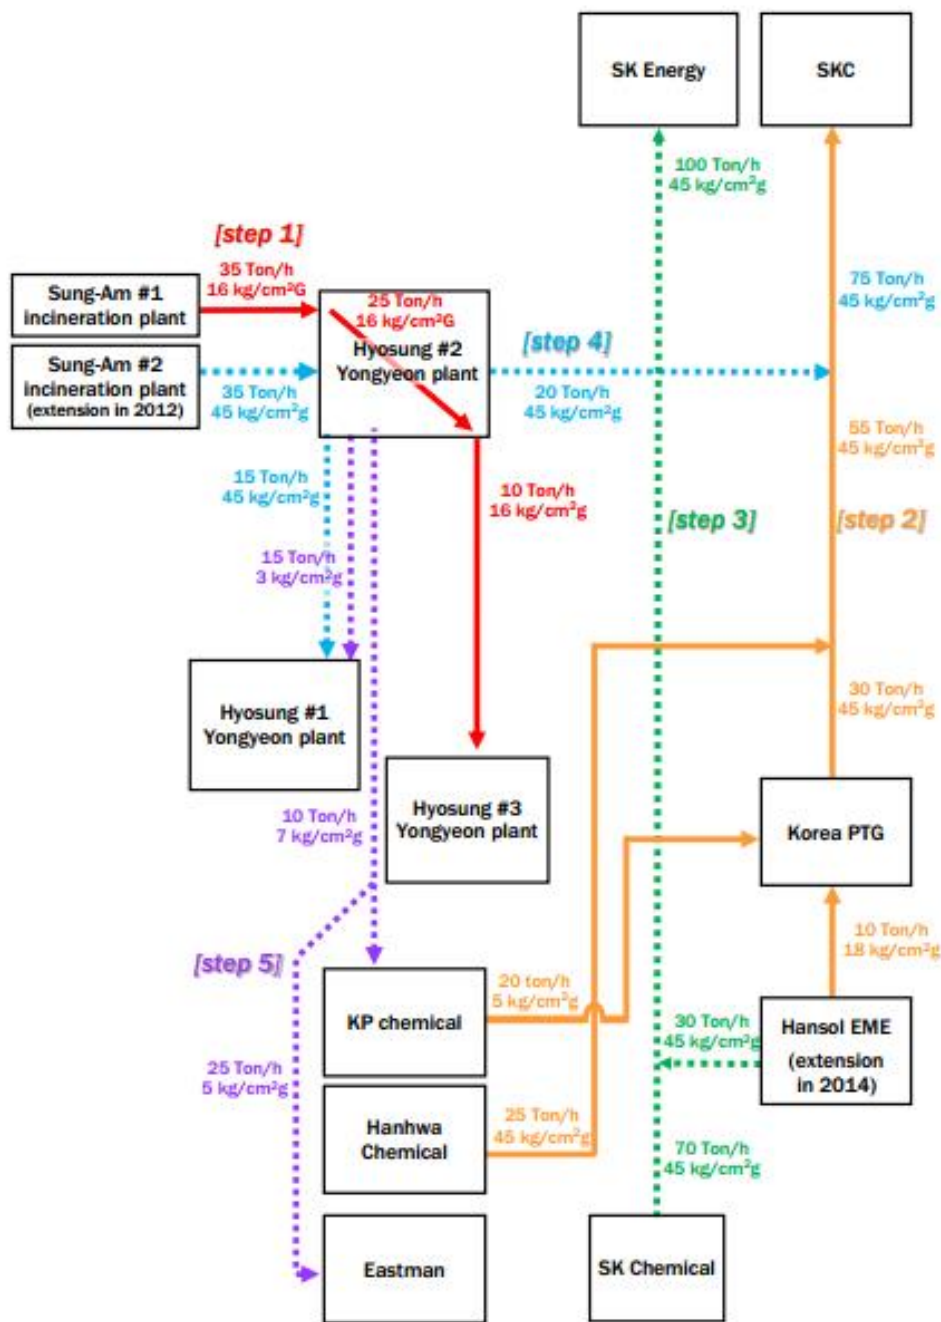 SK Energy
SKC
100 Ton/h
45 kg/cm²g
[step 1]
35 Ton/h
16 kg/cm²G
Sung-Am #1
incineration plant
25 Ton/h
16 kg/cm²G
75 Ton/h
45 kg/cm²g
Sung-Am #2
incineration plant
(extension in 2012)
Hyosung #2
Yongyeon plant
[step 4]
35 Ton/h
45 kg/cm²g
20 Ton/h
45 kg/cm²g
55 Ton/h
45 kg/cm²g
15 Ton/h
45 kg/cm²g
10 Ton/h
16 kg/cm²g
[step 3]
[step 2]
15 Ton/h
3 kg/cm²g
Hyosung #1
Yongyeon plant
30 Ton/h
45 kg/cm²g
Hyosung #3
Yongyeon plant
10 Ton/h
7 kg/cm²g
Korea PTG
[step 5]
10 Ton/h
18 kg/cm²g
KP chemical
20 ton/h
5 kg/cm²g
30 Ton/h
45 kg/cm²g
Hansol EME
(extension
in 2014)
25 Ton/h
5 kg/cm²g
Hanhwa
Chemical
25 Ton/h
45 kg/cm²g
70 Ton/h
45 kg/cm²g
Eastman
SK Chemical